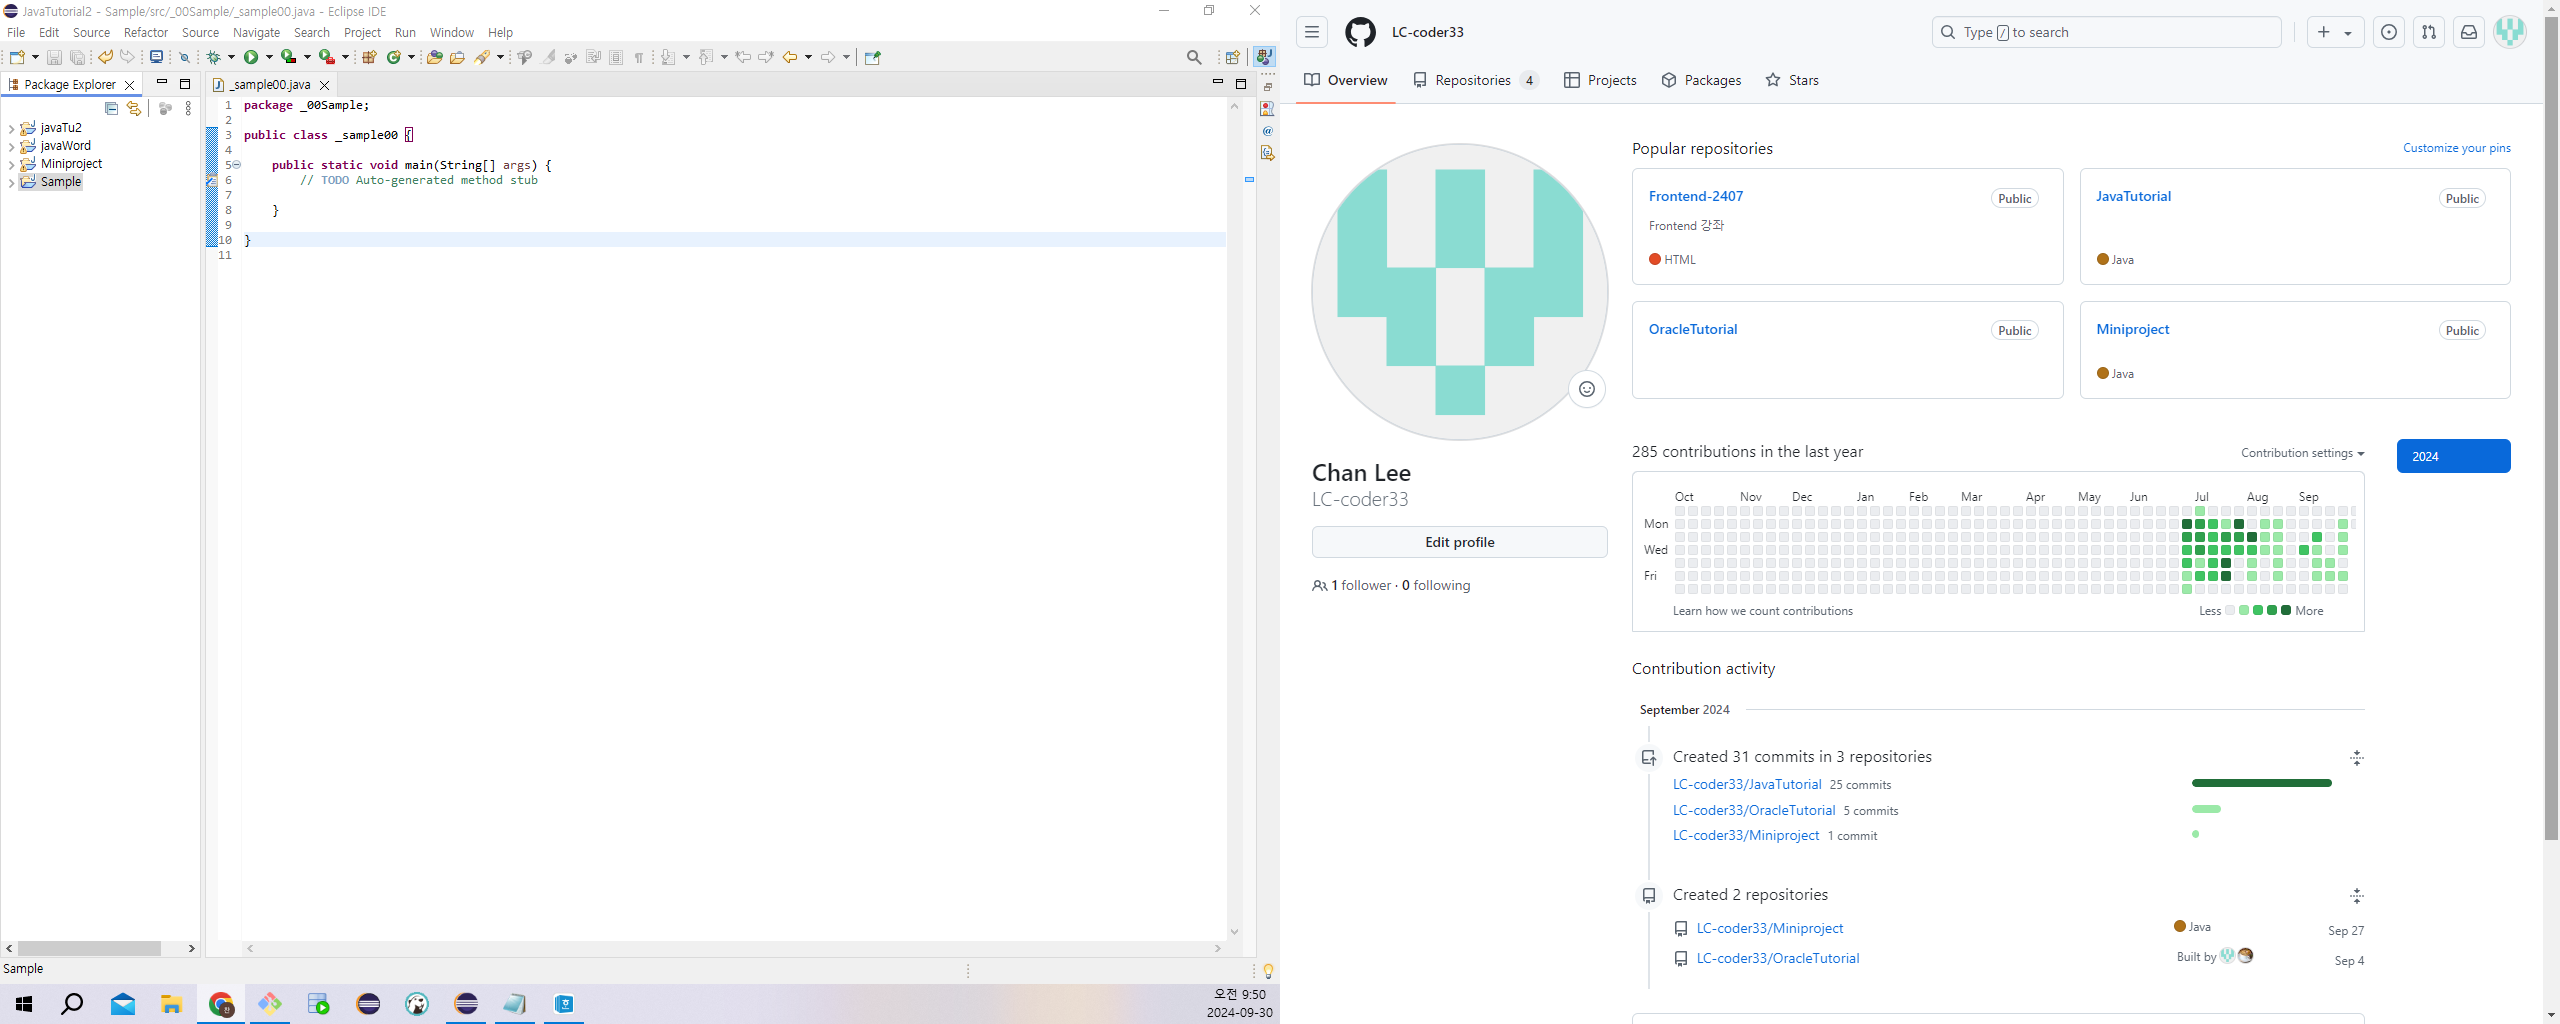 JavaTutorial2 - Sample/src/_00Sample/_sample00.java - Eclipse IDE
File Edit Source Refactor Source Navigate Search Project Run Window Help
Package Explorer
javaTu2
javaWord
Miniproject
Sample
_sample00.java
1 package _00Sample;
2
3 public class _sample00 {
4
5 public static void main(String[] args) {
6 // TODO Auto-generated method stub
7
8 }
9
10 }
11
Sample
오전 9:50
2024-09-30
LC-coder33
Type / to search
Overview Repositories 4 Projects Packages Stars
Chan Lee
LC-coder33
Edit profile
1 follower · 0 following
Popular repositories
Customize your pins
Frontend-2407 Public
Frontend 강좌
HTML
JavaTutorial Public
Java
OracleTutorial Public
Miniproject Public
Java
285 contributions in the last year
Contribution settings
2024
Oct Nov Dec Jan Feb Mar Apr May Jun Jul Aug Sep
Mon
Wed
Fri
Learn how we count contributions
Less More
Contribution activity
September 2024
Created 31 commits in 3 repositories
LC-coder33/JavaTutorial 25 commits
LC-coder33/OracleTutorial 5 commits
LC-coder33/Miniproject 1 commit
Created 2 repositories
LC-coder33/Miniproject Java Sep 27
LC-coder33/OracleTutorial Built by Sep 4